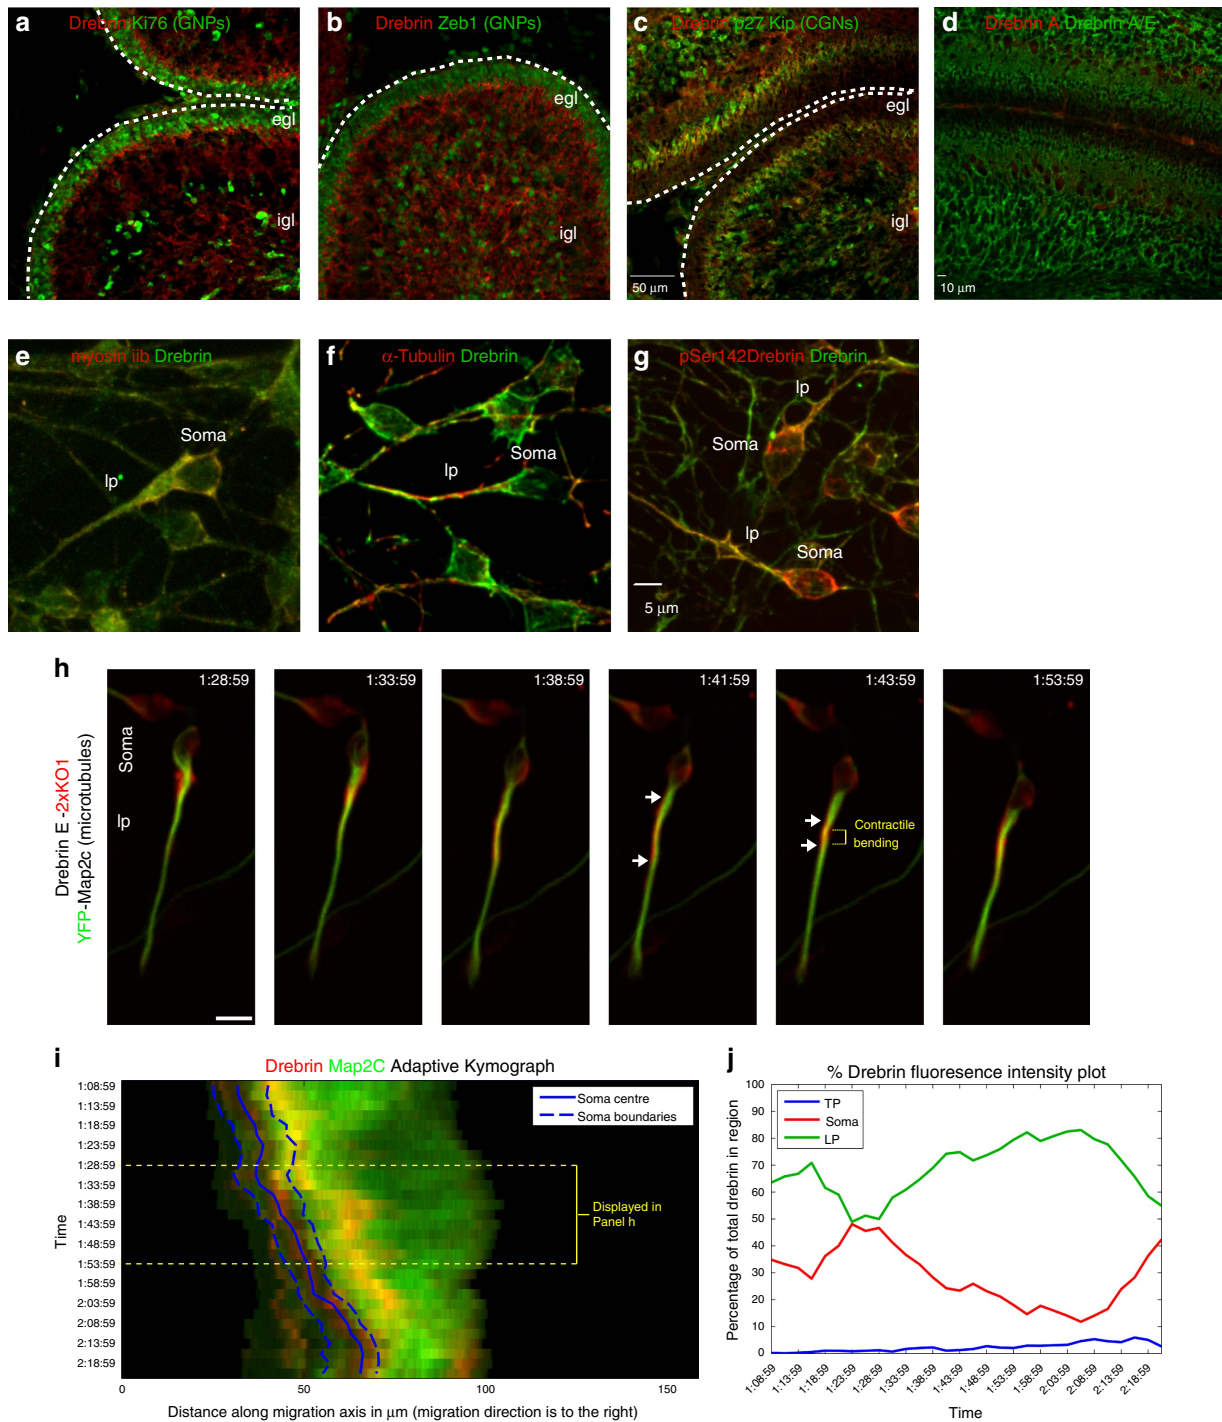 a
Drebrin Ki76 (GNPs)
egl
igl
b
Drebrin Zeb1 (GNPs)
egl
igl
c
Drebrin p27 Kip (CGNs)
egl
igl
50 µm
d
Drebrin A Drebrin A/E
10 µm
e
myosin iib Drebrin
Soma
lp
f
α-Tubulin Drebrin
Soma
lp
g
pSer142Drebrin Drebrin
lp
Soma
lp
Soma
5 µm
h
Drebrin E -2xKO1
YFP-Map2c (microtubules)
1:28:59
Soma
lp
1:33:59
1:38:59
1:41:59
1:43:59
Contractile
bending
1:53:59
i
Drebrin Map2C Adaptive Kymograph
Soma centre
Soma boundaries
Time
1:08:59
1:13:59
1:18:59
1:23:59
1:28:59
1:33:59
1:38:59
1:43:59
1:48:59
1:53:59
1:58:59
2:03:59
2:08:59
2:13:59
2:18:59
Displayed in
Panel h
0 50 100 150
Distance along migration axis in µm (migration direction is to the right)
j
% Drebrin fluoresence intensity plot
TP
Soma
LP
Percentage of total drebrin in region
100
90
80
70
60
50
40
30
20
10
0
1:08:59 1:13:59 1:18:59 1:23:59 1:28:59 1:33:59 1:38:59 1:43:59 1:48:59 1:53:59 1:58:59 2:03:59 2:08:59 2:13:59 2:18:59
Time